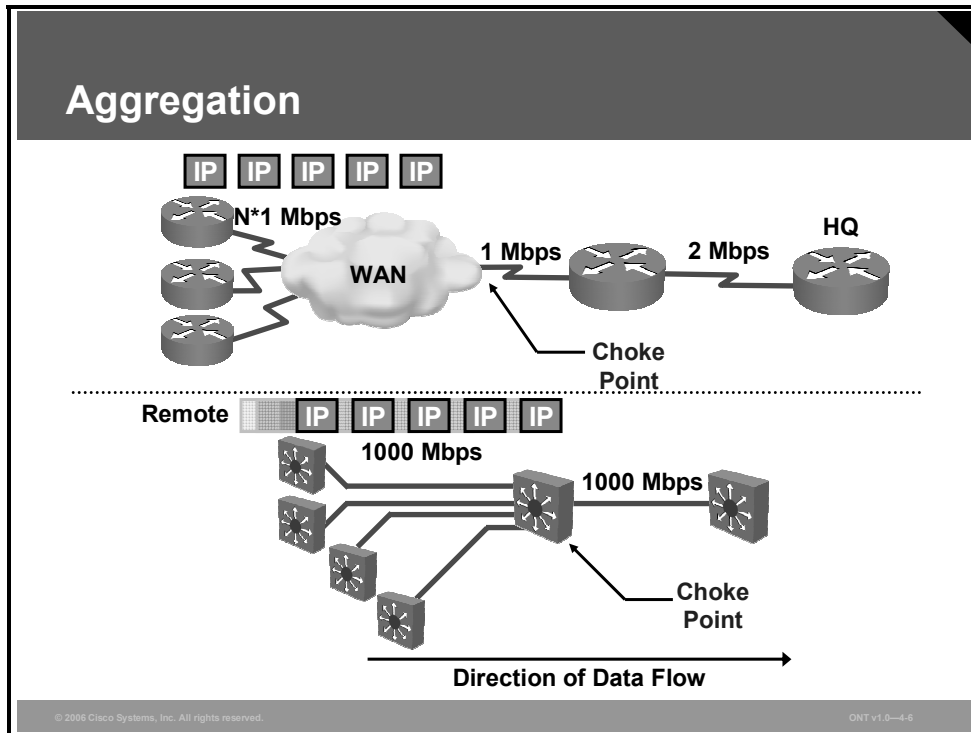 Aggregation
IP IP IP IP IP
N*1 Mbps
WAN
1 Mbps
2 Mbps
HQ
Choke
Point
Remote
IP IP IP IP IP
1000 Mbps
1000 Mbps
Choke
Point
Direction of Data Flow
© 2006 Cisco Systems, Inc. All rights reserved.
ONT v1.0—4-6